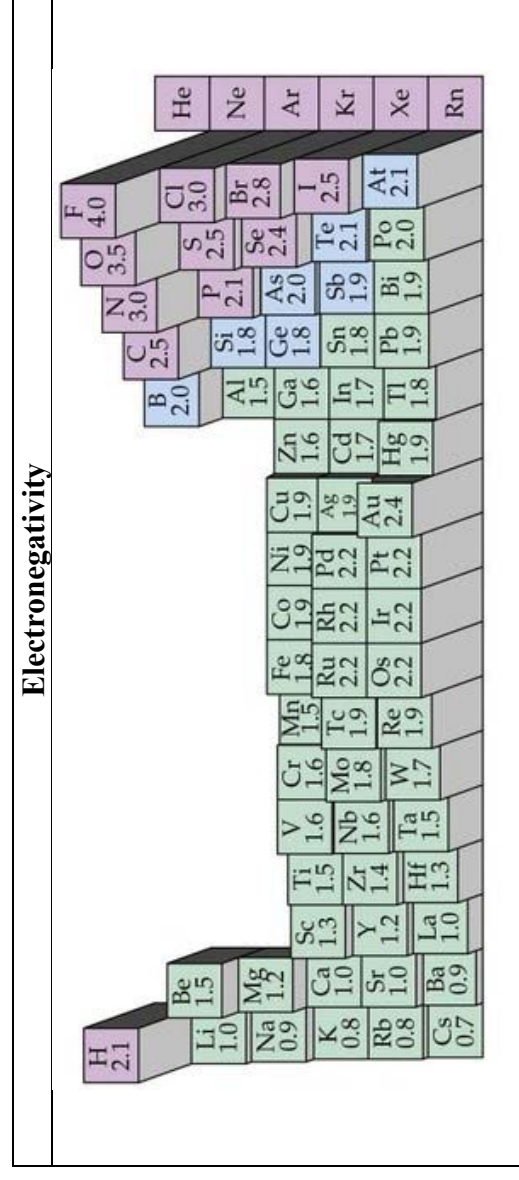 Electronegativity
H He
2.1
Li Be B C N O F Ne
1.0 1.5 2.0 2.5 3.0 3.5 4.0
Na Mg Al Si P S Cl Ar
0.9 1.2 1.5 1.8 2.1 2.5 3.0
K Ca Sc Ti V Cr Mn Fe Co Ni Cu Zn Ga Ge As Se Br Kr
0.8 1.0 1.3 1.5 1.6 1.6 1.5 1.8 1.9 1.9 1.9 1.6 1.6 1.8 2.0 2.4 2.8
Rb Sr Y Zr Nb Mo Tc Ru Rh Pd Ag Cd In Sn Sb Te I Xe
0.8 1.0 1.2 1.4 1.6 1.8 1.9 2.2 2.2 2.2 1.9 1.7 1.7 1.8 1.9 2.1 2.5
Cs Ba La Hf Ta W Re Os Ir Pt Au Hg Tl Pb Bi Po At Rn
0.7 0.9 1.0 1.3 1.5 1.7 1.9 2.2 2.2 2.2 2.4 1.9 1.8 1.9 1.9 2.0 2.1